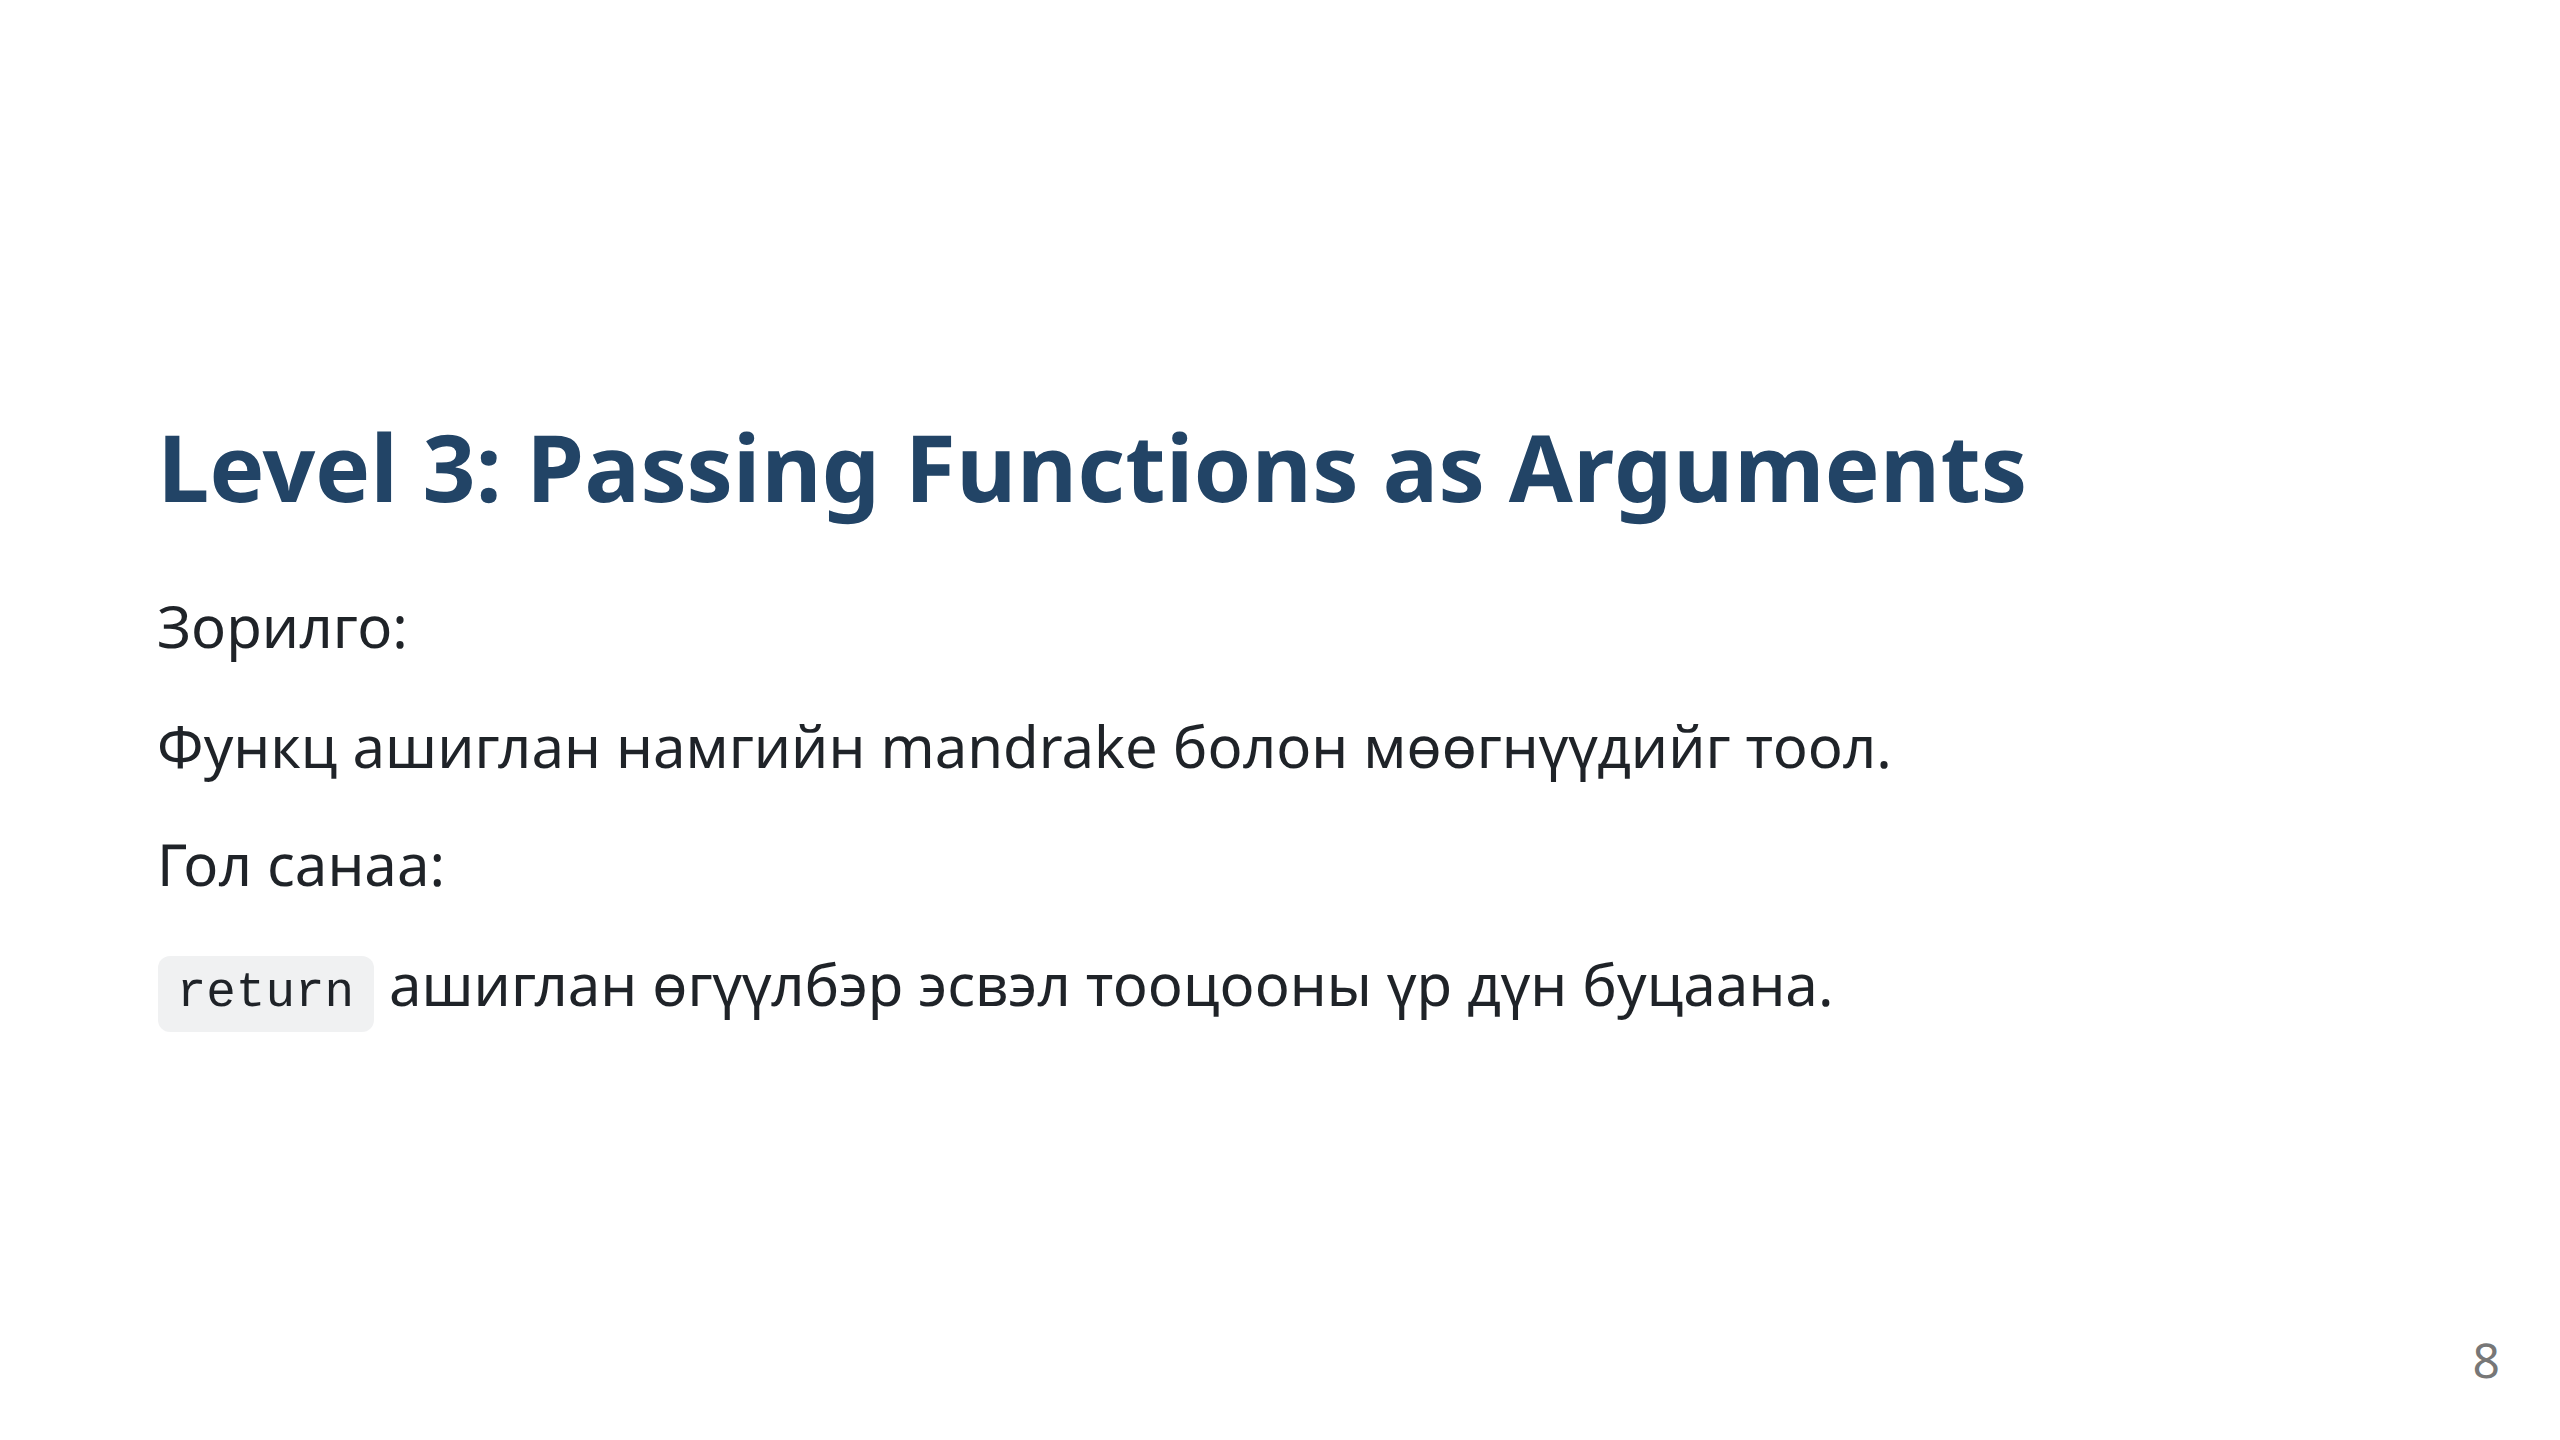 Level 3: Passing Functions as Arguments
Зорилго:
Функц ашиглан намгийн mandrake болон мөөгнүүдийг тоол.
Гол санаа:
return ашиглан өгүүлбэр эсвэл тооцооны үр дүн буцаана.
8